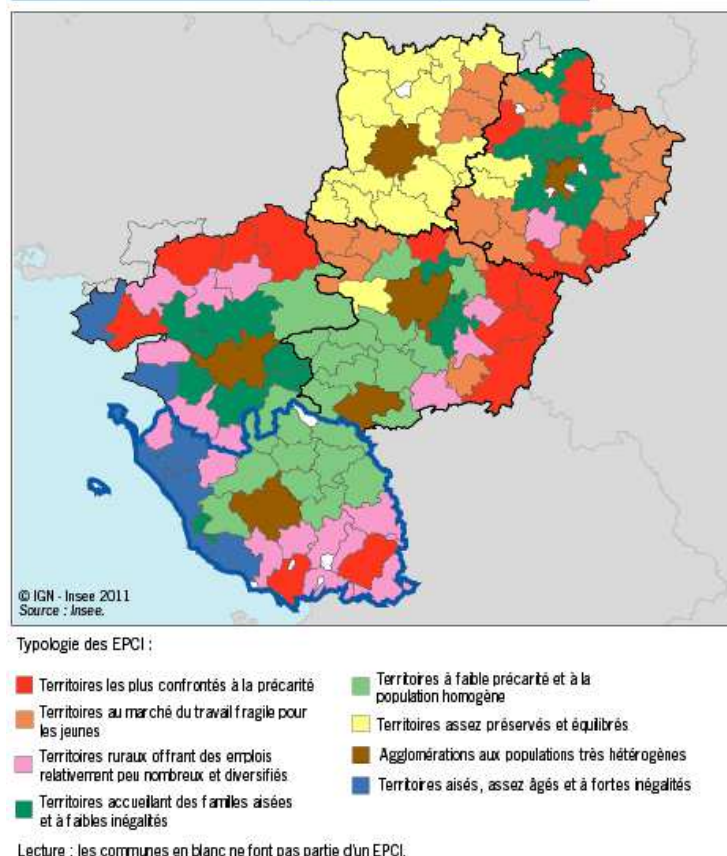 © IGN - Insee 2011
Source : Insee.
Typologie des EPCI :
Territoires les plus confrontés à la précarité
Territoires au marché du travail fragile pour
les jeunes
Territoires ruraux offrant des emplois
relativement peu nombreux et diversifiés
Territoires accueillant des familles aisées
et à faibles inégalités
Territoires à faible précarité et à la
population homogène
Territoires assez préservés et équilibrés
Agglomérations aux populations très hétérogènes
Territoires aisés, assez âgés et à fortes inégalités
Lecture : les communes en blanc ne font pas partie d'un EPCI.